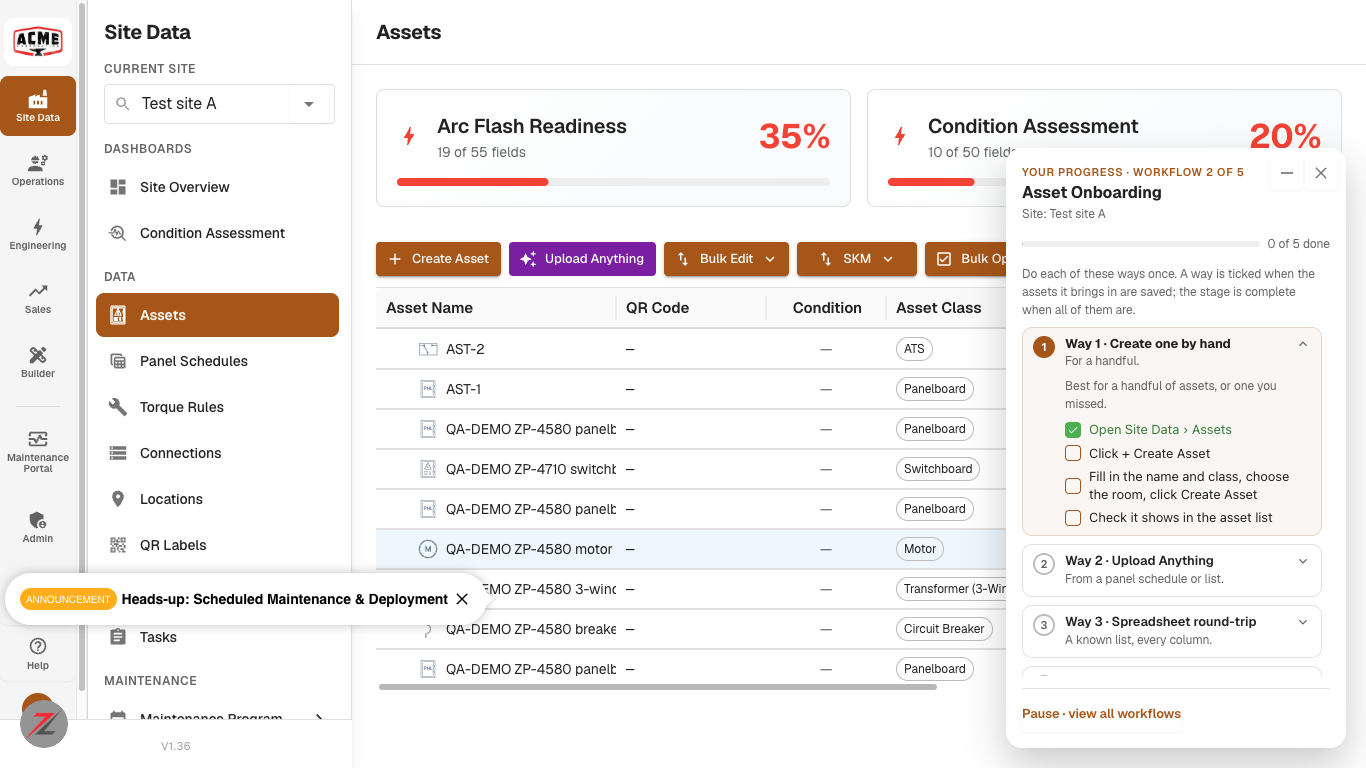 ACME
Site Data
Operations
Engineering
Sales
Builder
Maintenance
Portal
Admin
Help
Site Data
CURRENT SITE
Test site A
DASHBOARDS
Site Overview
Condition Assessment
DATA
Assets
Panel Schedules
Torque Rules
Connections
Locations
QR Labels
Tasks
MAINTENANCE
Maintenance Program
V1.36
ANNOUNCEMENT Heads-up: Scheduled Maintenance & Deployment
Assets
Arc Flash Readiness
19 of 55 fields
35%
Condition Assessment
10 of 50 fields
20%
Create Asset
Upload Anything
Bulk Edit
SKM
Bulk Op
Asset Name QR Code Condition Asset Class
AST-2 – — ATS
AST-1 – — Panelboard
QA-DEMO ZP-4580 panelb – — Panelboard
QA-DEMO ZP-4710 switchb – — Switchboard
QA-DEMO ZP-4580 panelb – — Panelboard
M QA-DEMO ZP-4580 motor – — Motor
DEMO ZP-4580 3-wind – — Transformer (3-Win
QA-DEMO ZP-4580 breake – — Circuit Breaker
QA-DEMO ZP-4580 panelb – — Panelboard
YOUR PROGRESS · WORKFLOW 2 OF 5
Asset Onboarding
Site: Test site A
0 of 5 done
Do each of these ways once. A way is ticked when the
assets it brings in are saved; the stage is complete
when all of them are.
1 Way 1 · Create one by hand
For a handful.
Best for a handful of assets, or one you
missed.
Open Site Data › Assets
Click + Create Asset
Fill in the name and class, choose
the room, click Create Asset
Check it shows in the asset list
2 Way 2 · Upload Anything
From a panel schedule or list.
3 Way 3 · Spreadsheet round-trip
A known list, every column.
Pause · view all workflows